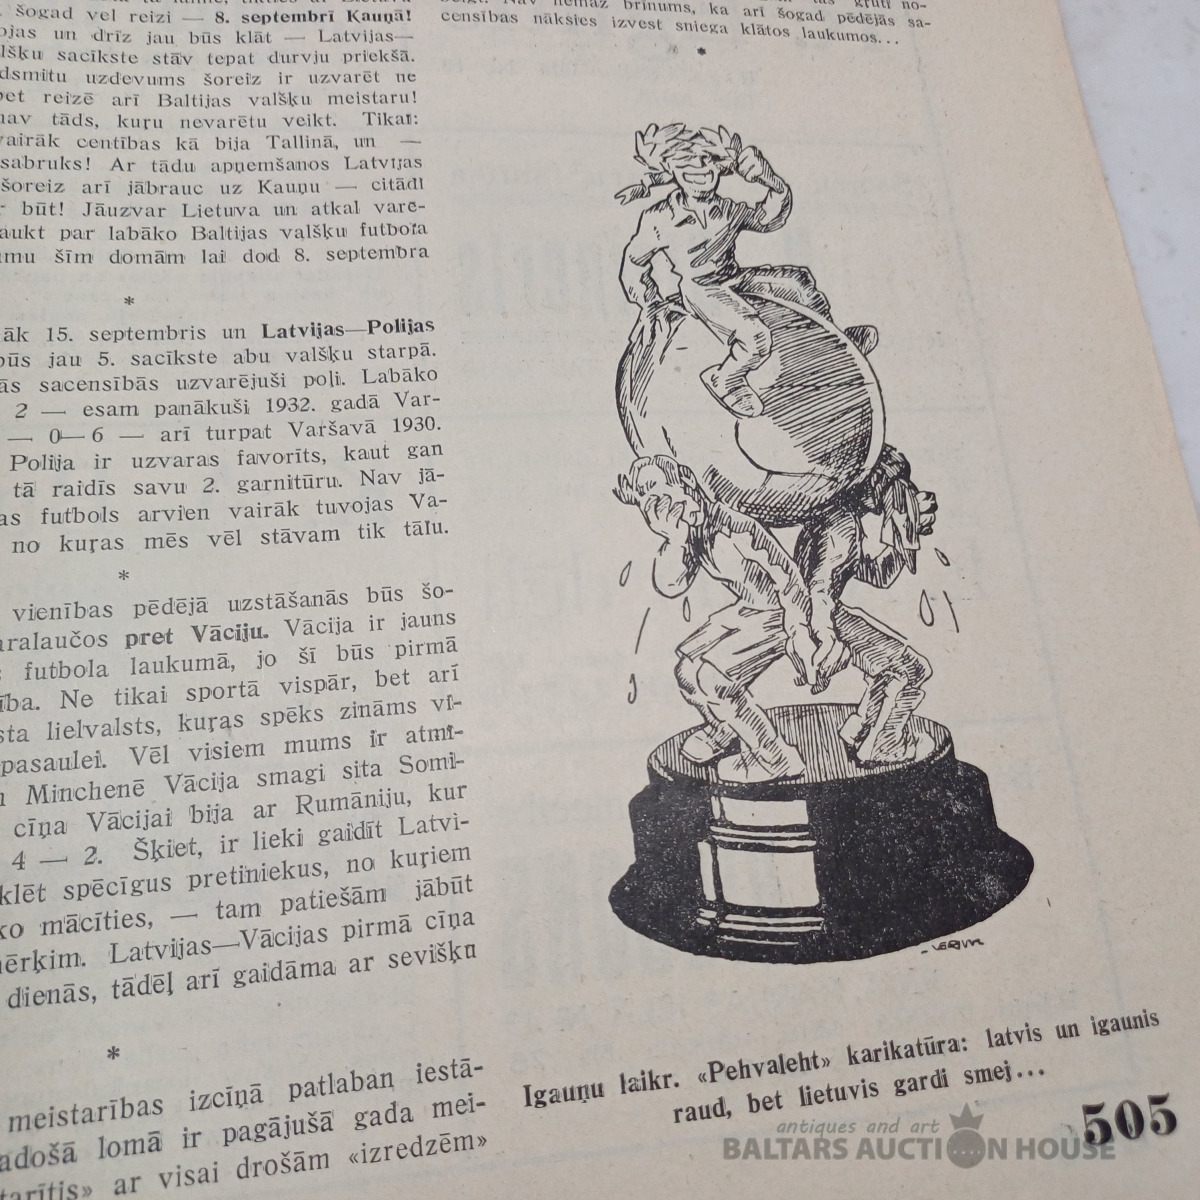 šogad vel reizi — 8. septembrī Kauņā!
ojas un drīz jau būs klāt — Latvijas—
lšķu sacīkste stāv tepat durvju priekšā.
dsmitu uzdevums šoreiz ir uzvarēt ne
bet reizē arī Baltijas valšķu meistaru!
nav tāds, kuŗu nevarētu veikt. Tikai:
vairāk centības kā bija Tallinā, un —
sabruks! Ar tādu apņemšanos Latvijas
šoreiz arī jābrauc uz Kauņu — citādi
r būt! Jāuzvar Lietuva un atkal varē-
aukt par labāko Baltijas valšķu futbola
umu šīm domām lai dod 8. septembra
*
āk 15. septembris un Latvijas—Polijas
būs jau 5. sacīkste abu valšķu starpā.
ās sacensībās uzvarējuši poļi. Labāko
2 — esam panākuši 1932. gadā Var-
— 0—6 — arī turpat Varšavā 1930.
Polija ir uzvaras favorīts, kaut gan
tā raidīs savu 2. garnitūru. Nav jā-
as futbols arvien vairāk tuvojas Va-
no kuŗas mēs vēl stāvam tik tālu.
*
vienības pēdējā uzstāšanās būs šo-
aralaučos pret Vāciju. Vācija ir jauns
futbola laukumā, jo šī būs pirmā
ība. Ne tikai sportā vispār, bet arī
sta lielvalsts, kuŗas spēks zināms vi-
pasaulei. Vēl visiem mums ir atmi-
n Minchenē Vācija smagi sita Somi-
cīņa Vācijai bija ar Rumāniju, kur
4 — 2. Šķiet, ir lieki gaidīt Latvi-
klēt spēcīgus pretiniekus, no kuŗiem
ko mācīties, — tam patiešām jābūt
mērķim. Latvijas—Vācijas pirmā cīņa
dienās, tādēļ arī gaidāma ar sevišķu
*
meistarības izcīņā patlaban iestā-
adošā lomā ir pagājušā gada mei-
tarītis» ar visai drošām «izredzēm»
brīnums, ka arī šogad pēdējās sa-
censības nāksies izvest sniega klātos laukumos...
*
Igauņu laikr. «Pehvaleht» karikatūra: latvis un igaunis
raud, bet lietuvis gardi smej...
505
antiques and art
BALTARS AUCTION HOUSE